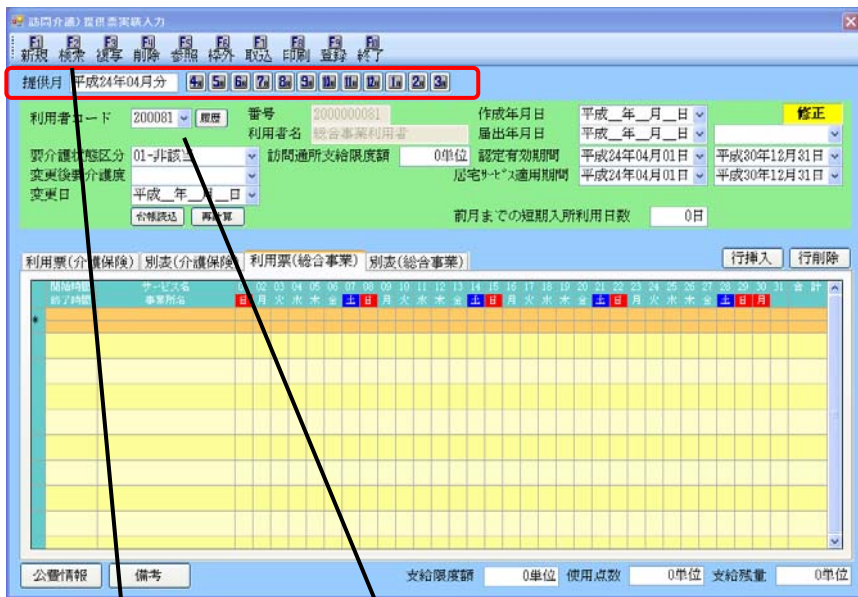 訪問介護) 提供票実績入力
F1 F2 F3 F4 F5 F6 F7 F8 F9
新規 検索 複写 削除 参照 枠外 取込 印刷 登録 終了
提供月 平成24年04月分 4月 5月 6月 7月 8月 9月 10月 11月 12月 1月 2月 3月
利用者コード 200081 履歴 番号 2000000081 作成年月日 平成__年__月__日 修正
利用者名 総合事業利用者 届出年月日 平成__年__月__日
要介護状態区分 01-非該当 訪問通所支給限度額 0単位 認定有効期間 平成24年04月01日 平成30年12月31日
変更後要介護度 居宅サービス適用期間 平成24年04月01日 平成30年12月31日
変更日 平成__年__月__日
台帳読込 再計算 前月までの短期入所利用日数 0日
利用票(介護保険) 別表(介護保険) 利用票(総合事業) 別表(総合事業) 行挿入 行削除
開始時間 サービス名 02 03 04 05 06 07 08 09 10 11 12 13 14 15 16 17 18 19 20 21 22 23 24 25 26 27 28 29 30 31 合計
終了時間 事業所名 日 月 火 水 木 金 土 日 月 火 水 木 金 土 日 月 火 水 木 金 土 日 月 火 水 木 金 土 日 月
公費情報 備考 支給限度額 0単位 使用点数 0単位 支給残量 0単位